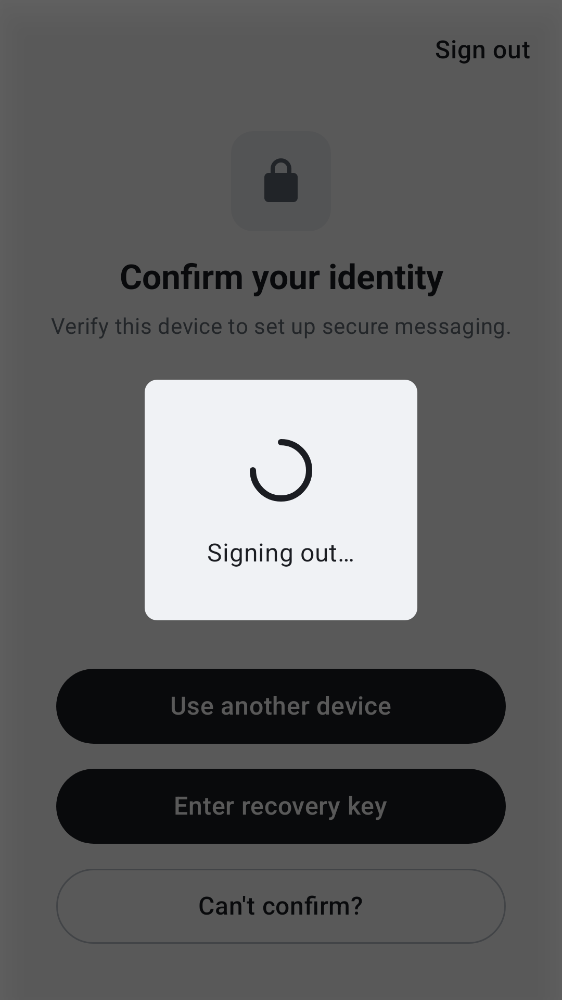 Sign out
Confirm your identity
Verify this device to set up secure messaging.
Signing out…
Use another device
Enter recovery key
Can't confirm?